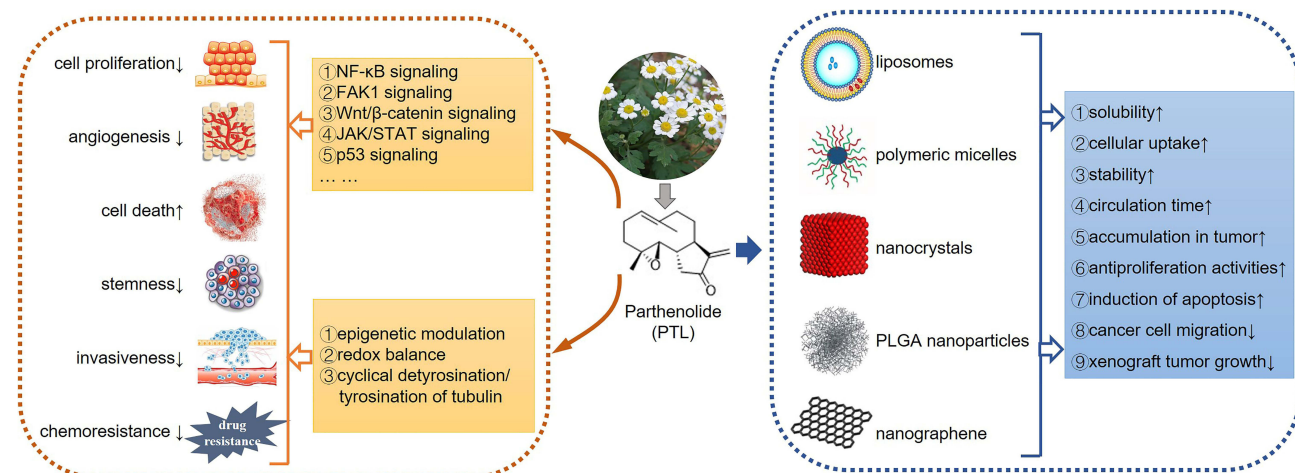 cell proliferation↓
angiogenesis ↓
cell death↑
stemness↓
invasiveness↓
chemoresistance ↓
drug
resistance
①NF-κB signaling
②FAK1 signaling
③Wnt/β-catenin signaling
④JAK/STAT signaling
⑤p53 signaling
… …
①epigenetic modulation
②redox balance
③cyclical detyrosination/
tyrosination of tubulin
O
O
Parthenolide
(PTL)
liposomes
polymeric micelles
nanocrystals
PLGA nanoparticles
nanographene
①solubility↑
②cellular uptake↑
③stability↑
④circulation time↑
⑤accumulation in tumor↑
⑥antiproliferation activities↑
⑦induction of apoptosis↑
⑧cancer cell migration↓
⑨xenograft tumor growth↓